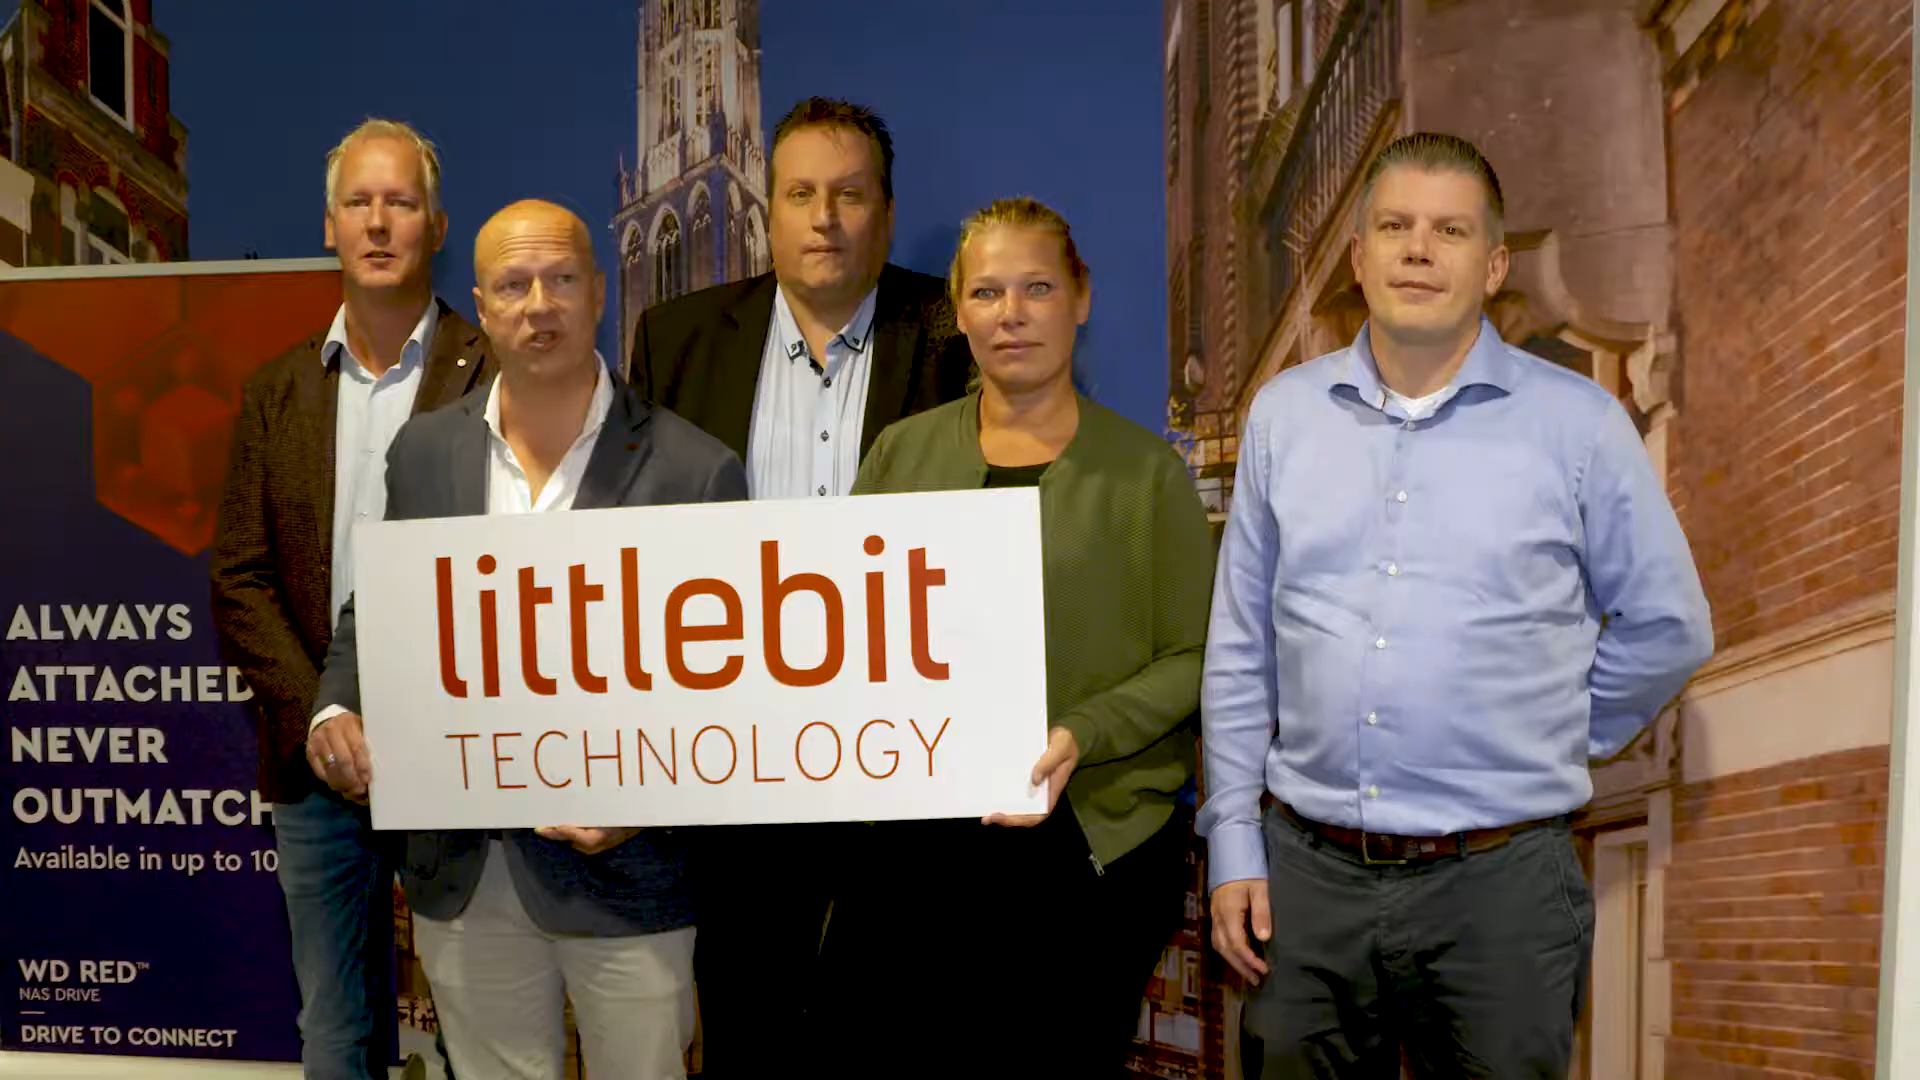 ALWAYS
ATTACHED
NEVER
OUTMATCH
Available in up to 10
WD RED™
NAS DRIVE
DRIVE TO CONNECT
littlebit
TECHNOLOGY